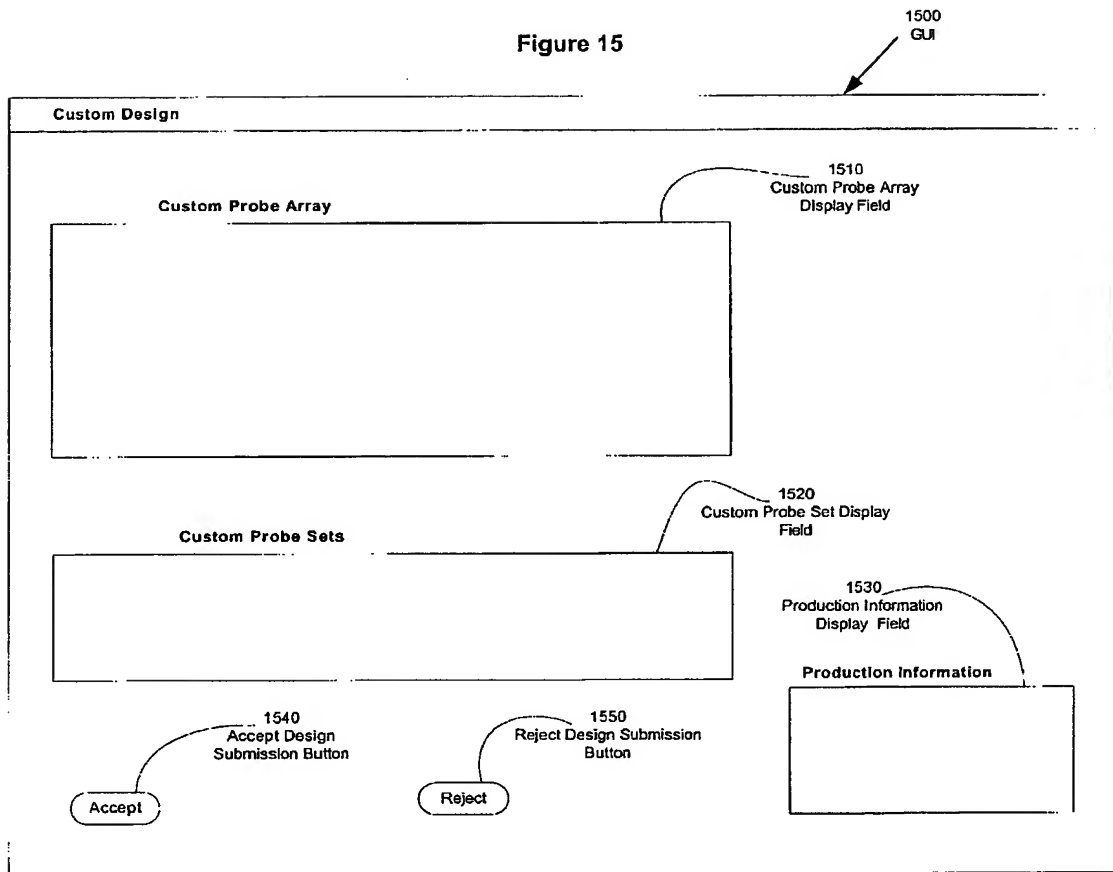 1500
GUI
Figure 15
Custom Design
1510
Custom Probe Array
Display Field
Custom Probe Array
1520
Custom Probe Set Display
Field
Custom Probe Sets
1530
Production Information
Display Field
Production Information
1540
Accept Design
Submission Button
1550
Reject Design Submission
Button
Accept
Reject